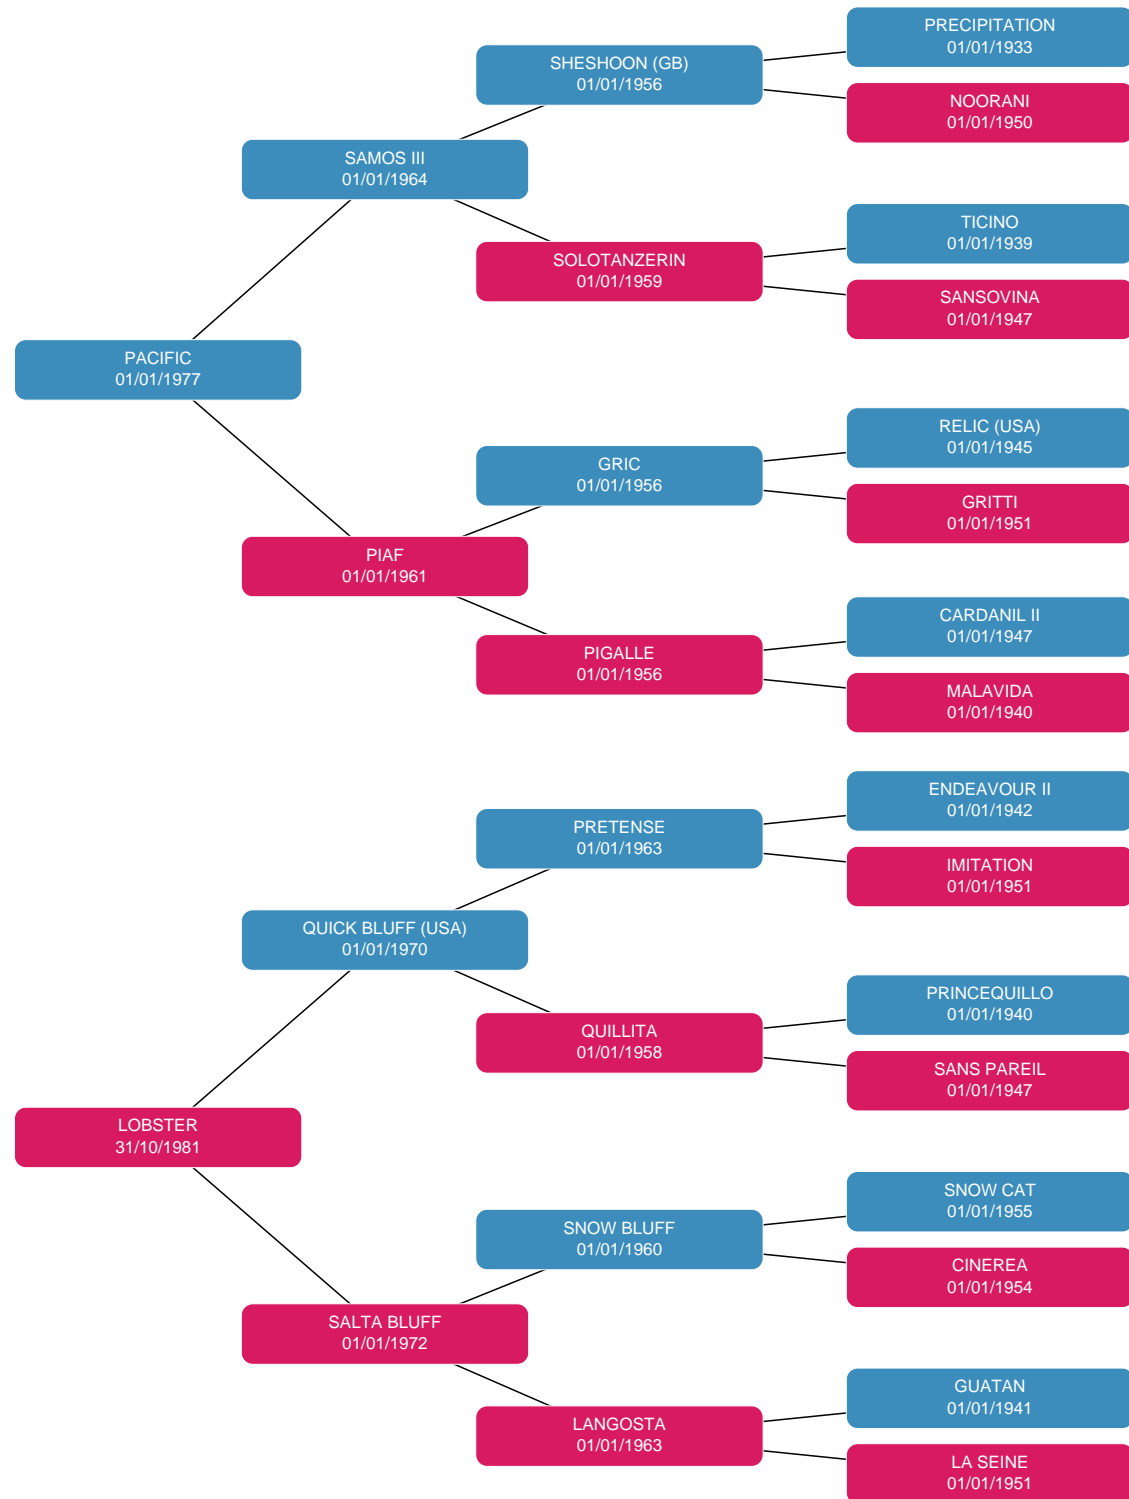 PRECIPITATION
01/01/1933
SHESHOON (GB)
01/01/1956
NOORANI
01/01/1950
SAMOS III
01/01/1964
TICINO
01/01/1939
SOLOTANZERIN
01/01/1959
SANSOVINA
01/01/1947
PACIFIC
01/01/1977
RELIC (USA)
01/01/1945
GRIC
01/01/1956
GRITTI
01/01/1951
PIAF
01/01/1961
CARDANIL II
01/01/1947
PIGALLE
01/01/1956
MALAVIDA
01/01/1940
ENDEAVOUR II
01/01/1942
PRETENSE
01/01/1963
IMITATION
01/01/1951
QUICK BLUFF (USA)
01/01/1970
PRINCEQUILLO
01/01/1940
QUILLITA
01/01/1958
SANS PAREIL
01/01/1947
LOBSTER
31/10/1981
SNOW CAT
01/01/1955
SNOW BLUFF
01/01/1960
CINEREA
01/01/1954
SALTA BLUFF
01/01/1972
GUATAN
01/01/1941
LANGOSTA
01/01/1963
LA SEINE
01/01/1951